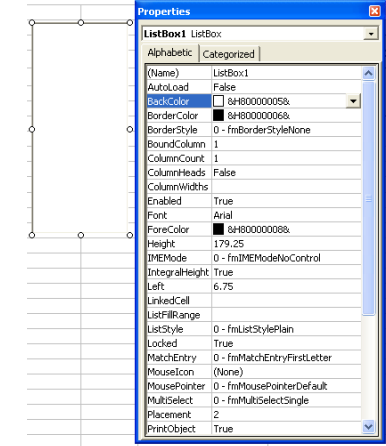 Properties
ListBox1 ListBox
Alphabetic Categorized
(Name) ListBox1
AutoLoad False
BackColor &H80000005&
BorderColor &H80000006&
BorderStyle 0 - fmBorderStyleNone
BoundColumn 1
ColumnCount 1
ColumnHeads False
ColumnWidths
Enabled True
Font Arial
ForeColor &H80000008&
Height 179.25
IMEMode 0 - fmIMEModeNoControl
IntegralHeight True
Left 6.75
LinkedCell
ListFillRange
ListStyle 0 - fmListStylePlain
Locked True
MatchEntry 0 - fmMatchEntryFirstLetter
MouseIcon (None)
MousePointer 0 - fmMousePointerDefault
MultiSelect 0 - fmMultiSelectSingle
Placement 2
PrintObject True